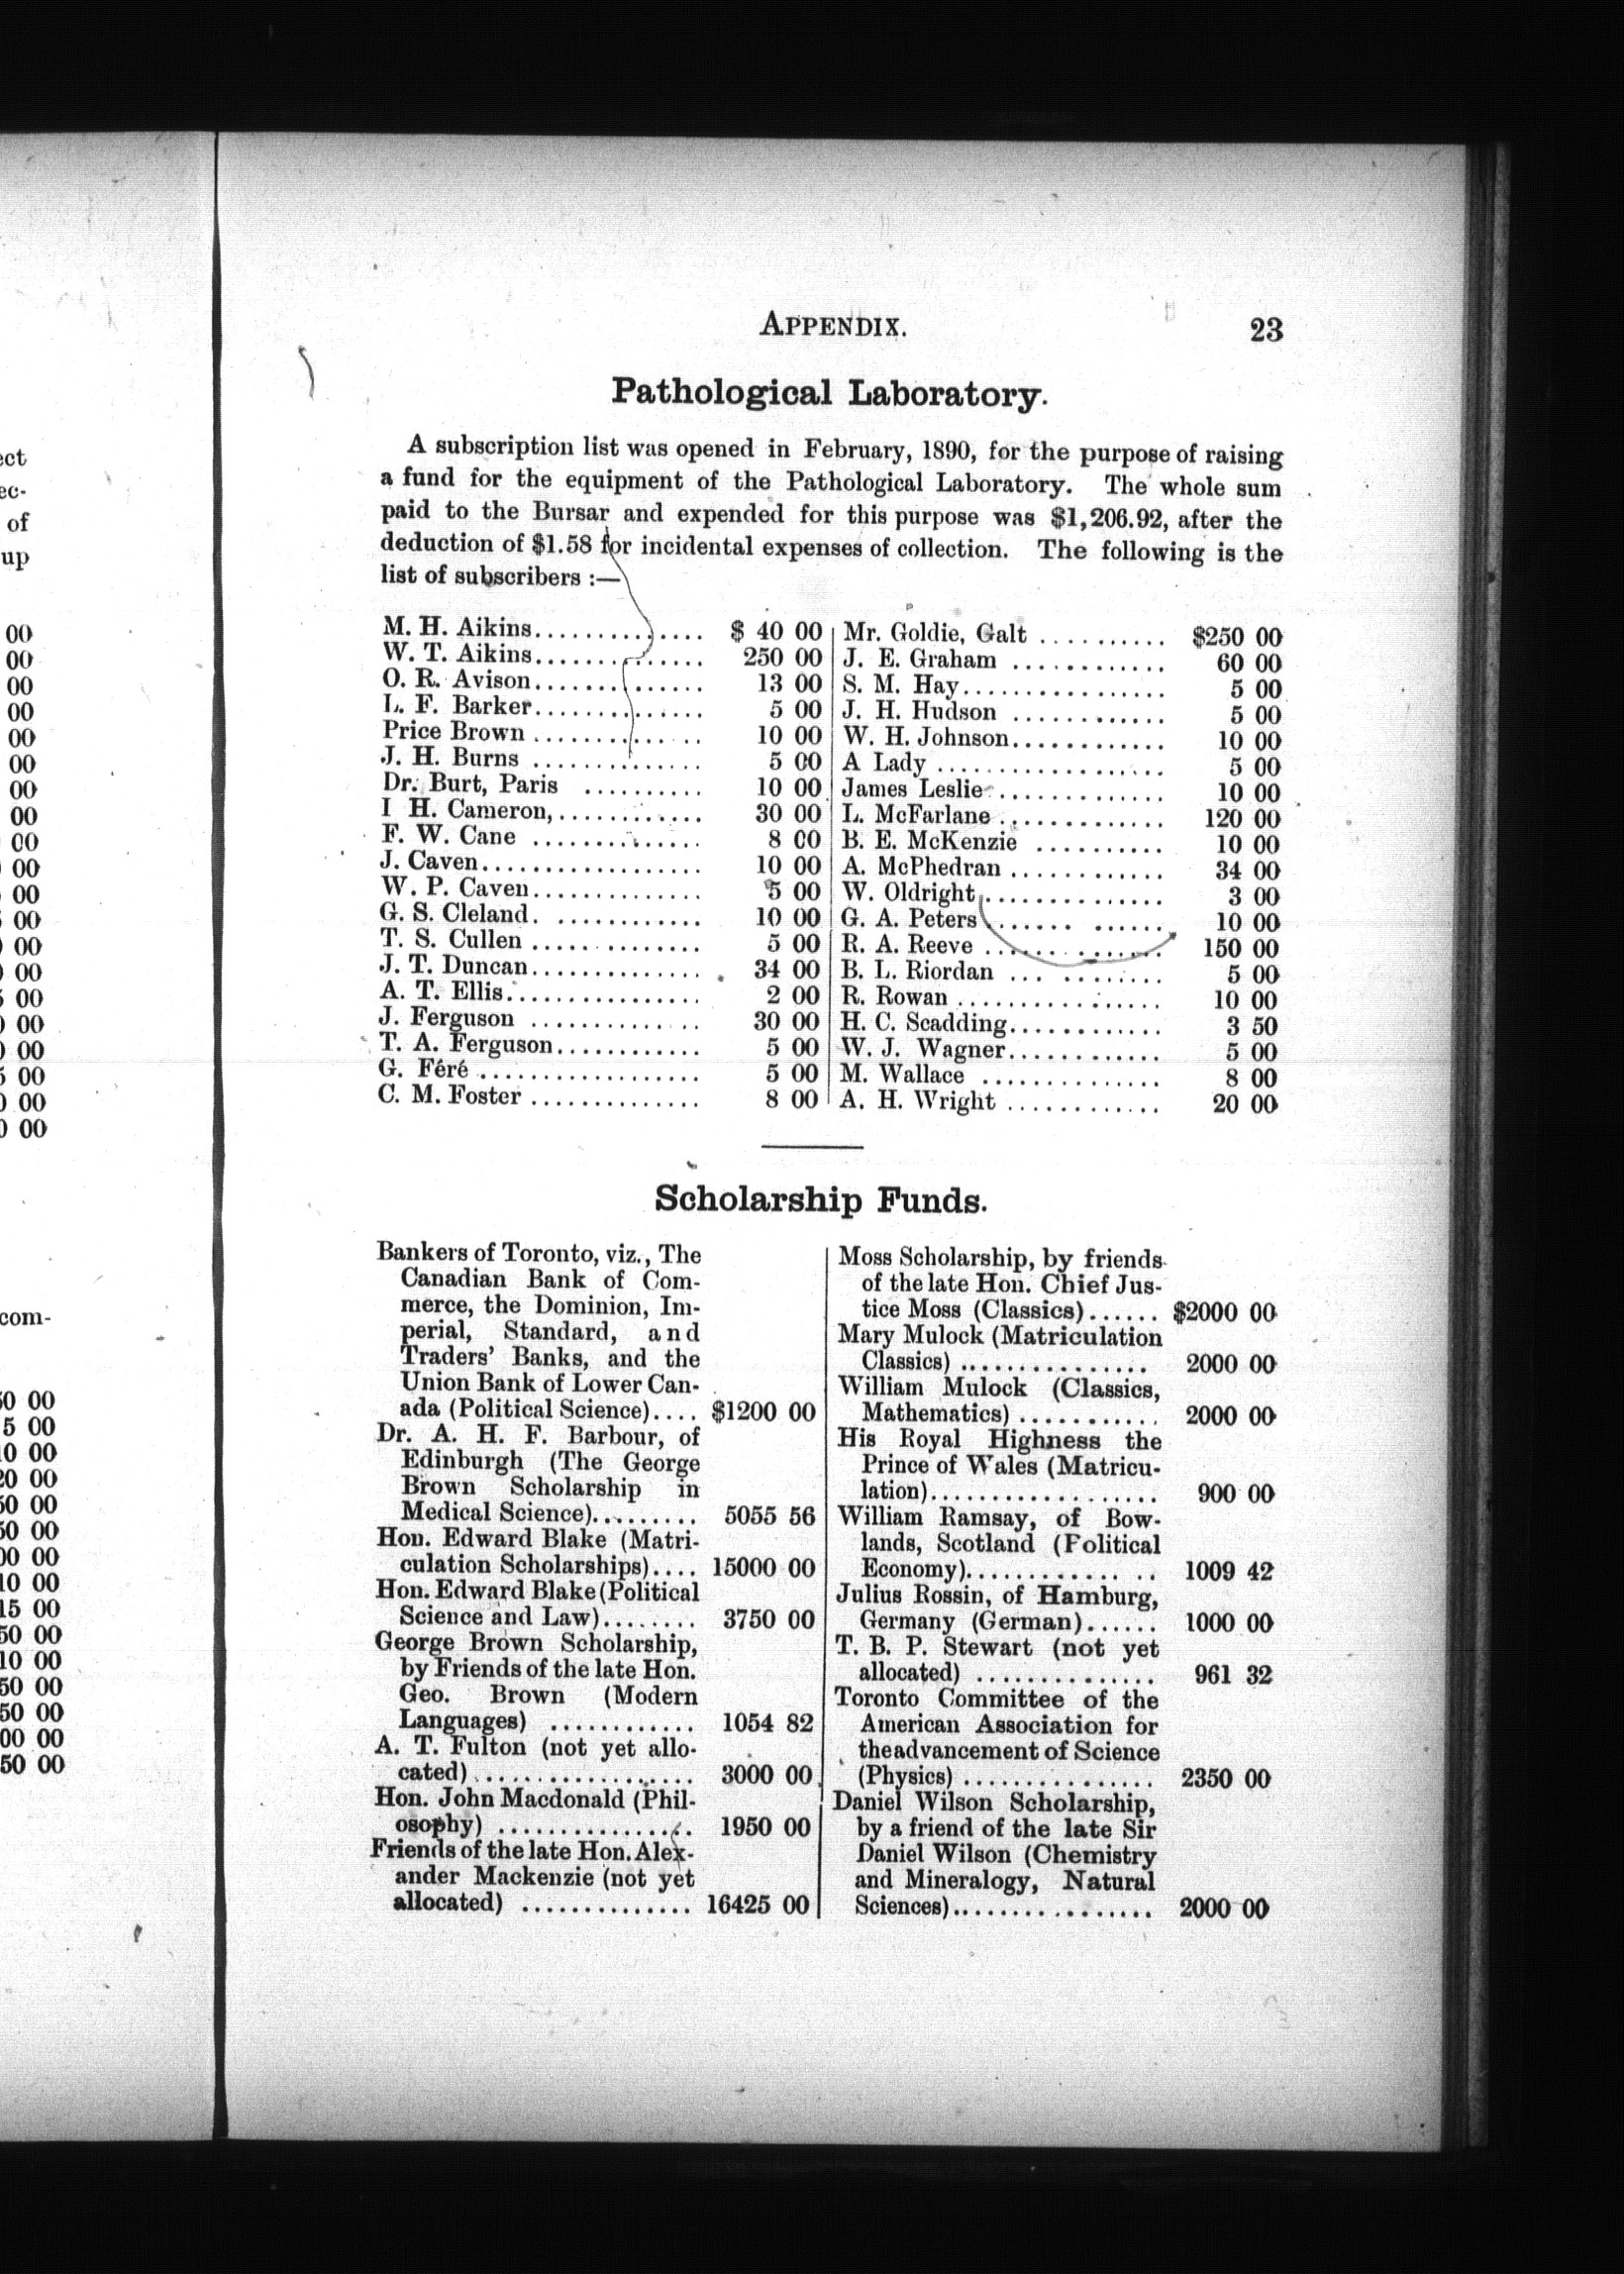 APPENDIX. 23
Pathological Laboratory.
A subscription list was opened in February, 1890, for the purpose of raising
a fund for the equipment of the Pathological Laboratory. The whole sum
paid to the Bursar and expended for this purpose was $1,206.92, after the
deduction of $1.58 for incidental expenses of collection. The following is the
list of subscribers :—
M. H. Aikins.............. $ 40 00
W. T. Aikins.............. 250 00
O. R. Avison.............. 13 00
L. F. Barker.............. 5 00
Price Brown .............. 10 00
J. H. Burns .............. 5 00
Dr. Burt, Paris .......... 10 00
I H. Cameron,............ 30 00
F. W. Cane .............. 8 00
J. Caven.................. 10 00
W. P. Caven.............. 5 00
G. S. Cleland. ............ 10 00
T. S. Cullen .............. 5 00
J. T. Duncan.............. 34 00
A. T. Ellis................ 2 00
J. Ferguson .............. 30 00
T. A. Ferguson............ 5 00
G. Féré .................. 5 00
C. M. Foster .............. 8 00
Mr. Goldie, Galt .......... $250 00
J. E. Graham ............ 60 00
S. M. Hay................ 5 00
J. H. Hudson ............ 5 00
W. H. Johnson............ 10 00
A Lady .................. 5 00
James Leslie .............. 10 00
L. McFarlane ............. 120 00
B. E. McKenzie .......... 10 00
A. McPhedran ............ 34 00
W. Oldright............... 3 00
G. A. Peters ............. 10 00
R. A. Reeve .............. 150 00
B. L. Riordan ... ........ 5 00
R. Rowan ................ 10 00
H. C. Scadding............ 3 50
W. J. Wagner............ 5 00
M. Wallace .............. 8 00
A. H. Wright ............ 20 00
Scholarship Funds.
Bankers of Toronto, viz., The
Canadian Bank of Com-
merce, the Dominion, Im-
perial, Standard, and
Traders' Banks, and the
Union Bank of Lower Can-
ada (Political Science).... $1200 00
Dr. A. H. F. Barbour, of
Edinburgh (The George
Brown Scholarship in
Medical Science)......... 5055 56
Hon. Edward Blake (Matri-
culation Scholarships).... 15000 00
Hon. Edward Blake (Political
Science and Law)........ 3750 00
George Brown Scholarship,
by Friends of the late Hon.
Geo. Brown (Modern
Languages) ............ 1054 82
A. T. Fulton (not yet allo-
cated) .................. 3000 00
Hon. John Macdonald (Phil-
osophy) ................ 1950 00
Friends of the late Hon. Alex-
ander Mackenzie (not yet
allocated) .............. 16425 00
Moss Scholarship, by friends
of the late Hon. Chief Jus-
tice Moss (Classics)...... $2000 00
Mary Mulock (Matriculation
Classics) ................ 2000 00
William Mulock (Classics,
Mathematics) ............ 2000 00
His Royal Highness the
Prince of Wales (Matricu-
lation).................. 900 00
William Ramsay, of Bow-
lands, Scotland (Political
Economy)............. .. 1009 42
Julius Rossin, of Hamburg,
Germany (German)...... 1000 00
T. B. P. Stewart (not yet
allocated) .............. 961 32
Toronto Committee of the
American Association for
theadvancement of Science
(Physics) ............... 2350 00
Daniel Wilson Scholarship,
by a friend of the late Sir
Daniel Wilson (Chemistry
and Mineralogy, Natural
Sciences)................ 2000 00